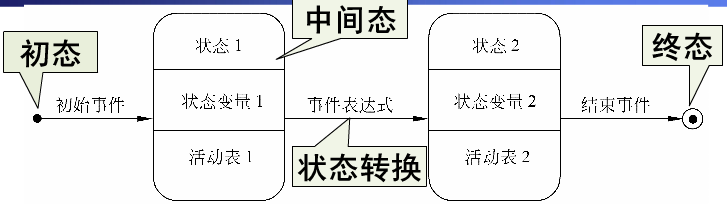 初态
中间态
终态
初始事件
状态 1
状态变量 1
活动表 1
事件表达式
状态转换
状态 2
状态变量 2
活动表 2
结束事件